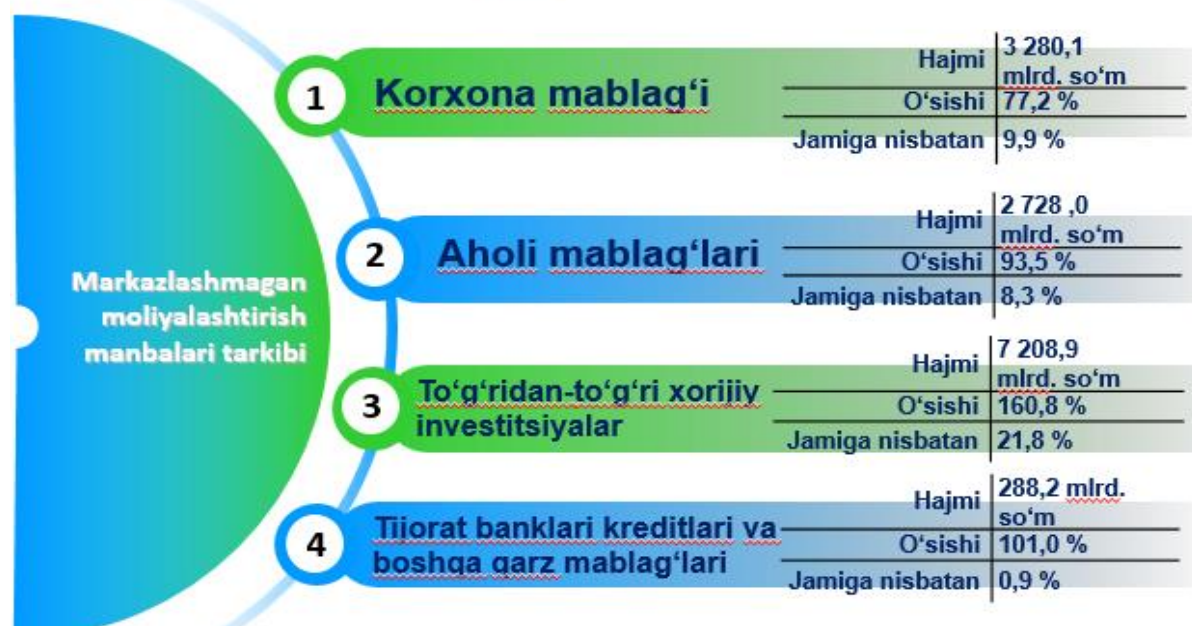 Markazlashmagan
moliyalashtirish
manbalari tarkibi
1
Korxona mablag‘i
Hajmi
3 280,1
mlrd. so‘m
O‘sishi
77,2 %
Jamiga nisbatan
9,9 %
2
Aholi mablag‘lari
Hajmi
2 728 ,0
mlrd. so‘m
O‘sishi
93,5 %
Jamiga nisbatan
8,3 %
3
To‘g‘ridan-to‘g‘ri xorijiy
investitsiyalar
Hajmi
7 208,9
mlrd. so‘m
O‘sishi
160,8 %
Jamiga nisbatan
21,8 %
4
Tijorat banklari kreditlari va
boshqa qarz mablag‘lari
Hajmi
288,2 mlrd.
so‘m
O‘sishi
101,0 %
Jamiga nisbatan
0,9 %